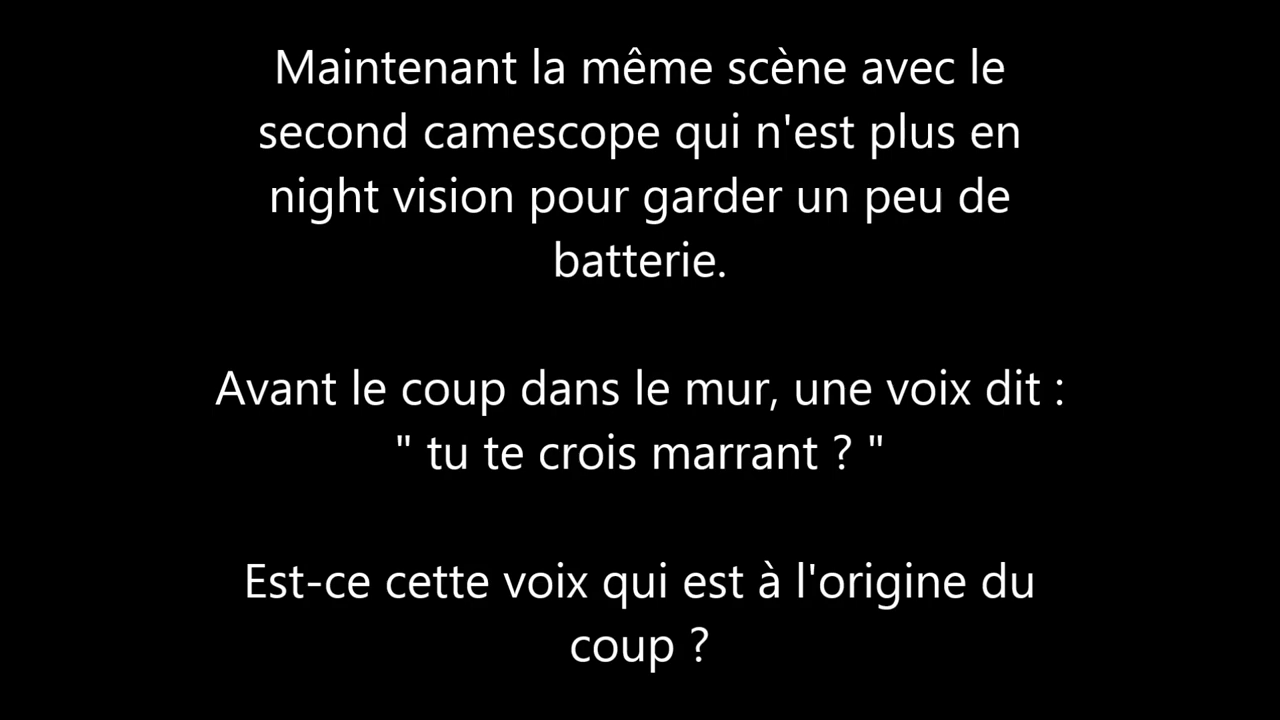 Maintenant la même scène avec le
second camescope qui n'est plus en
night vision pour garder un peu de
batterie.
Avant le coup dans le mur, une voix dit :
" tu te crois marrant ? "
Est-ce cette voix qui est à l'origine du
coup ?